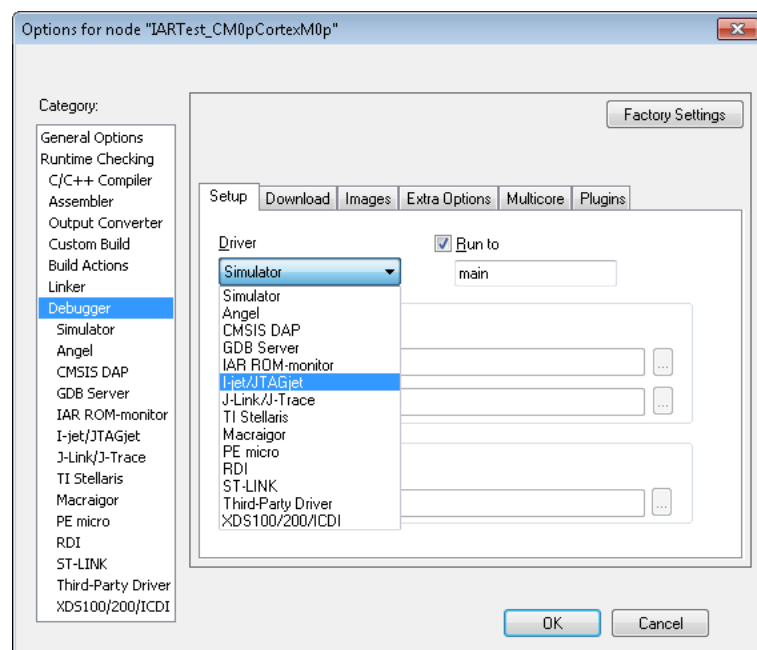 Options for node "IARTest_CM0pCortexM0p"
Category:
General Options
Runtime Checking
C/C++ Compiler
Assembler
Output Converter
Custom Build
Build Actions
Linker
Debugger
Simulator
Angel
CMSIS DAP
GDB Server
IAR ROM-monitor
I-jet/JTAGjet
J-Link/J-Trace
TI Stellaris
Macraigor
PE micro
RDI
ST-LINK
Third-Party Driver
XDS100/200/ICDI
Factory Settings
Setup Download Images Extra Options Multicore Plugins
Driver
Run to
Simulator
main
Simulator
Angel
CMSIS DAP
GDB Server
IAR ROM-monitor
I-jet/JTAGjet
J-Link/J-Trace
TI Stellaris
Macraigor
PE micro
RDI
ST-LINK
Third-Party Driver
XDS100/200/ICDI
...
...
...
OK
Cancel